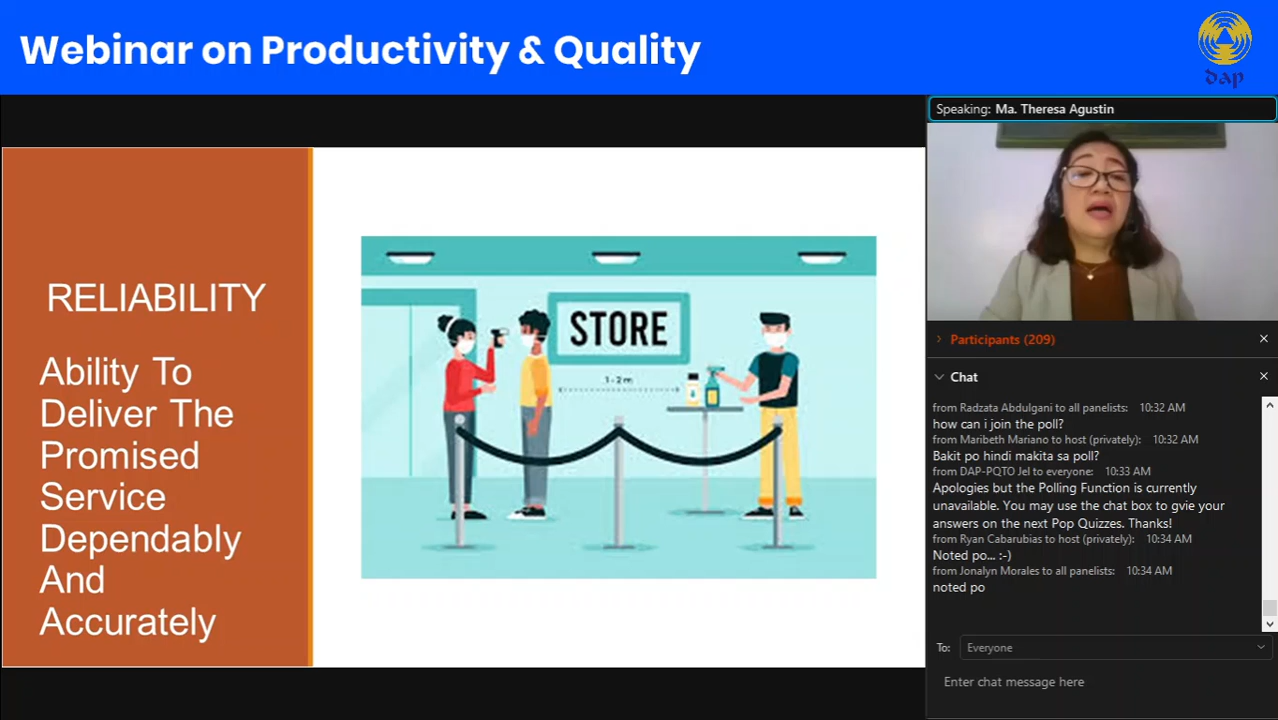 Webinar on Productivity & Quality
dap
Speaking: Ma. Theresa Agustin
RELIABILITY
Ability To
Deliver The
Promised
Service
Dependably
And
Accurately
STORE
1 - 2 m
Participants (209)
Chat
from Radzata Abdulgani to all panelists: 10:32 AM
how can i join the poll?
from Maribeth Mariano to host (privately): 10:32 AM
Bakit po hindi makita sa poll?
from DAP-PQTO Jel to everyone: 10:33 AM
Apologies but the Polling Function is currently
unavailable. You may use the chat box to gvie your
answers on the next Pop Quizzes. Thanks!
from Ryan Cabarubias to host (privately): 10:34 AM
Noted po... :-)
from Jonalyn Morales to all panelists: 10:34 AM
noted po
To: Everyone
Enter chat message here